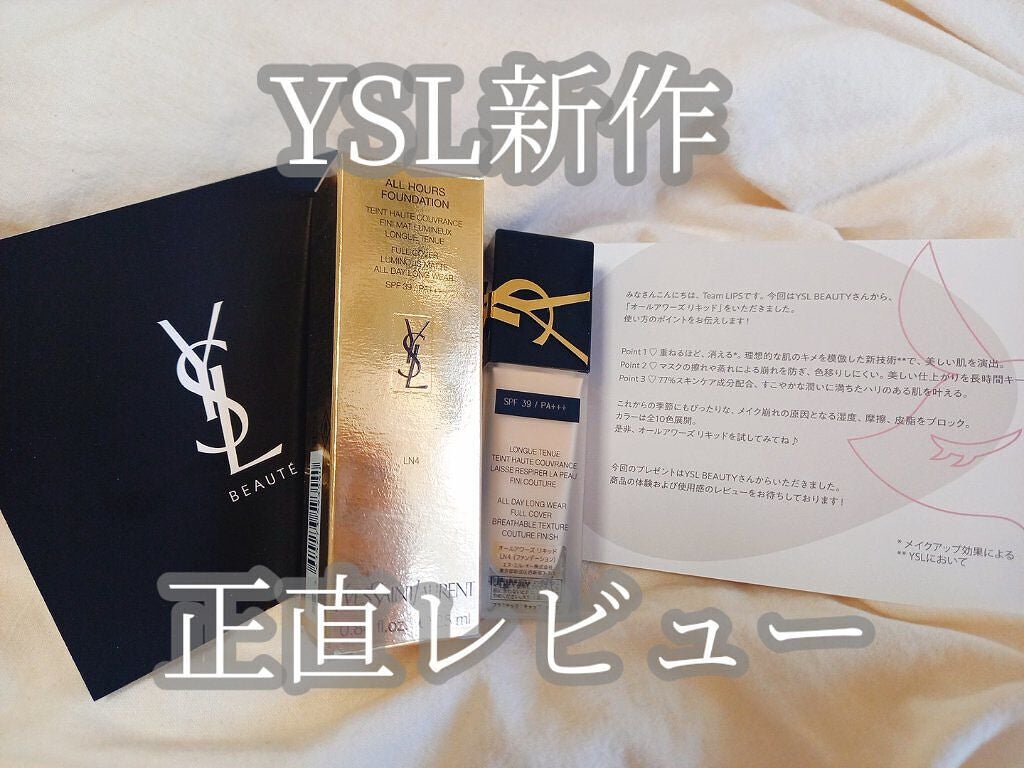 YSL新作
YSL
BEAUTÉ
ALL HOURS
FOUNDATION
TEINT HAUTE COUVRANCE
FINI MAT LUMINEUX
LONGUE TENUE
FULL COVER
LUMINOUS MATTE
ALL DAY LONG WEAR
SPF 39 / PA+++
YSL
LN4
YVES SAINT LAURENT
fl.oz.
ml
SPF 39 / PA+++
LONGUE TENUE
TEINT HAUTE COUVRANCE
LAISSE RESPIRER LA PEAU
FINI COUTURE
ALL DAY LONG WEAR
FULL COVER
BREATHABLE TEXTURE
COUTURE FINISH
オールアワーズ リキッド
LN4 (ファンデーション)
みなさんこんにちは、Team LIPSです。今回はYSL BEAUTYさんから、
「オールアワーズ リキッド」をいただきました。
使い方のポイントをお伝えします！
Point 1 ♡ 重ねるほど、消える*。理想的な肌のキメを模倣した新技術**で、美しい肌を演出。
Point 2 ♡ マスクの擦れや蒸れによる崩れを防ぎ、色移りしにくい。美しい仕上がりを長時間キー
Point 3 ♡ 77%スキンケア成分配合、すこやかな潤いに満ちたハリのある肌を叶える。
これからの季節にもぴったりな、メイク崩れの原因となる湿度、摩擦、皮脂をブロック。
カラーは全10色展開。
是非、オールアワーズ リキッドを試してみてね♪
今回のプレゼントはYSL BEAUTYさんからいただきました。
商品の体験および使用感のレビューをお待ちしております！
* メイクアップ効果による
** YSLにおいて
正直レビュー